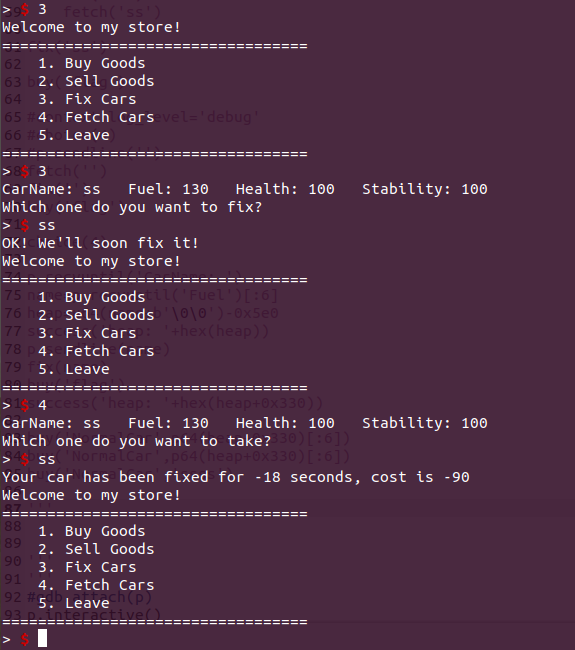 > $ 3
Welcome to my store!
==================================
    1. Buy Goods
    2. Sell Goods
    3. Fix Cars
    4. Fetch Cars
    5. Leave
==================================
> $ 3
CarName: ss   Fuel: 130   Health: 100   Stability: 100
Which one do you want to fix?
> $ ss
OK! We'll soon fix it!
Welcome to my store!
==================================
    1. Buy Goods
    2. Sell Goods
    3. Fix Cars
    4. Fetch Cars
    5. Leave
==================================
> $ 4
CarName: ss   Fuel: 130   Health: 100   Stability: 100
Which one do you want to take?
> $ ss
Your car has been fixed for -18 seconds, cost is -90
Welcome to my store!
==================================
    1. Buy Goods
    2. Sell Goods
    3. Fix Cars
    4. Fetch Cars
    5. Leave
==================================
> $